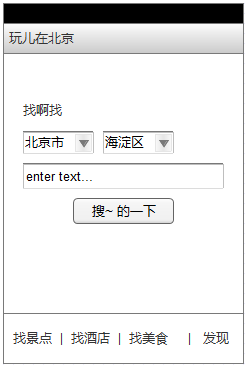 玩儿在北京
找啊找
北京市 海淀区
enter text...
搜~ 的一下
找景点 | 找酒店 | 找美食 | 发现